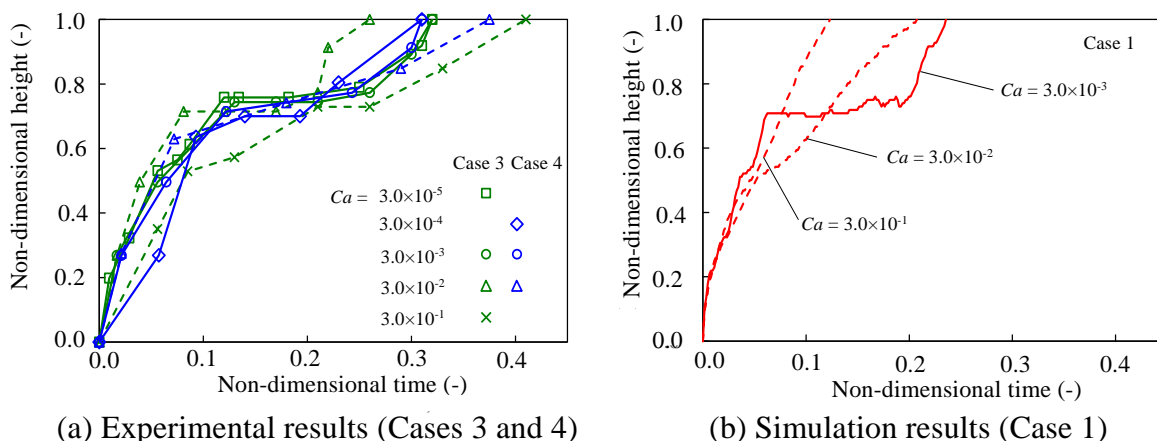 Non-dimensional height (-)
1.0
0.8
0.6
0.4
0.2
0.0
Case 3 Case 4
Ca = 3.0×10-5
3.0×10-4
3.0×10-3
3.0×10-2
3.0×10-1
0.0 0.1 0.2 0.3 0.4
Non-dimensional time (-)
(a) Experimental results (Cases 3 and 4)
Non-dimensional height (-)
1.0
0.8
0.6
0.4
0.2
0.0
Case 1
Ca = 3.0×10-3
Ca = 3.0×10-2
Ca = 3.0×10-1
0.0 0.1 0.2 0.3 0.4
Non-dimensional time (-)
(b) Simulation results (Case 1)